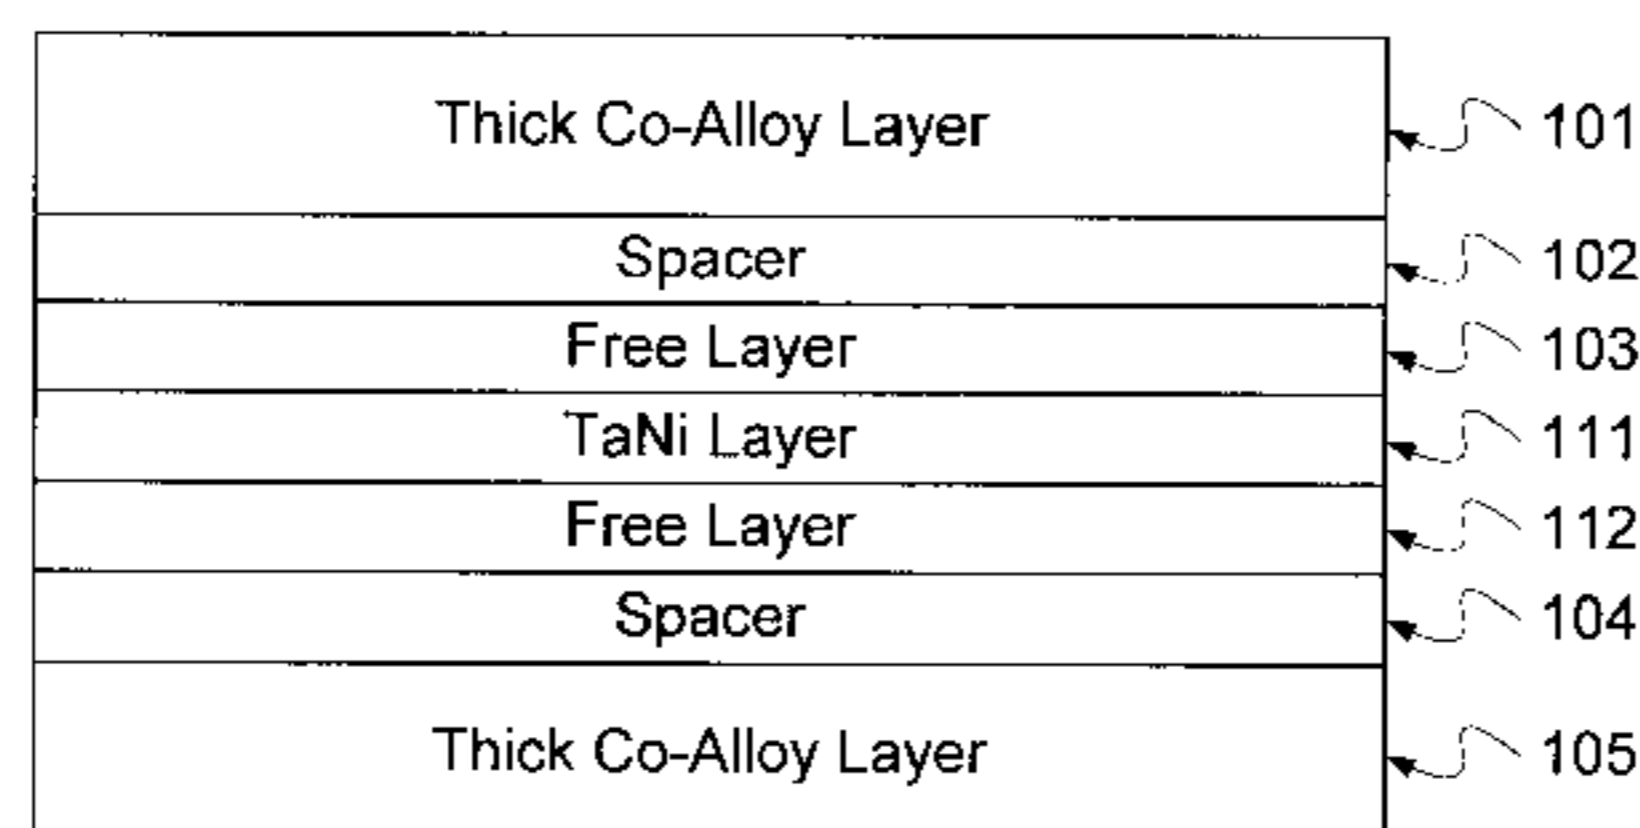 Thick Co-Alloy Layer 101
Spacer 102
Free Layer 103
TaNi Layer 111
Free Layer 112
Spacer 104
Thick Co-Alloy Layer 105